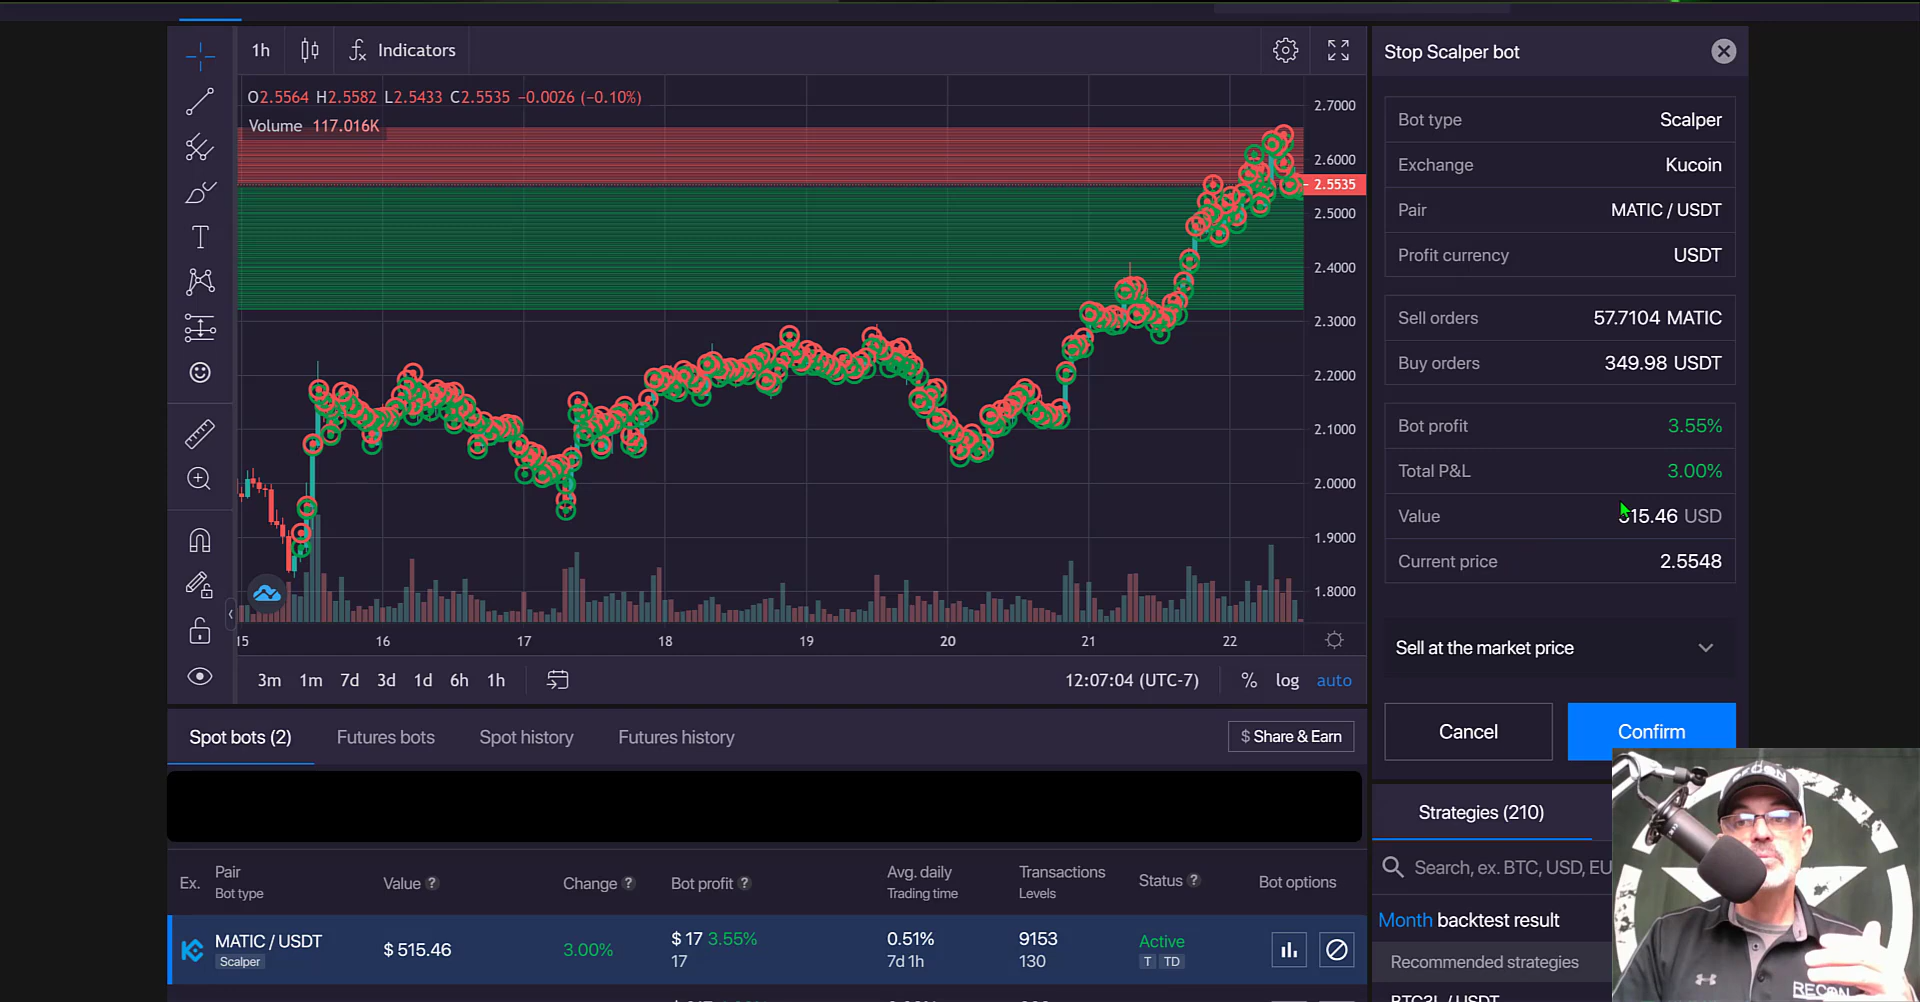 1h
Indicators
O2.5564 H2.5582 L2.5433 C2.5535 −0.0026 (−0.10%)
Volume 117.016K
2.7000
2.6000
2.5535
2.5000
2.4000
2.3000
2.2000
2.1000
2.0000
1.9000
1.8000
15 16 17 18 19 20 21 22
3m 1m 7d 3d 1d 6h 1h
12:07:04 (UTC-7) % log auto
Stop Scalper bot
Bot type Scalper
Exchange Kucoin
Pair MATIC / USDT
Profit currency USDT
Sell orders 57.7104 MATIC
Buy orders 349.98 USDT
Bot profit 3.55%
Total P&L 3.00%
Value 515.46 USD
Current price 2.5548
Sell at the market price
Cancel Confirm
Spot bots (2) Futures bots Spot history Futures history
$ Share & Earn
Ex. Pair Value ? Change ? Bot profit ? Avg. daily Transactions Status ? Bot options
Bot type Trading time Levels
MATIC / USDT $ 515.46 3.00% $ 17 3.55% 0.51% 9153 Active
Scalper 17 7d 1h 130 T TD
Strategies (210)
Search, ex. BTC, USD, EU
Month backtest result
Recommended strategies
BTC3L / USDT
RECON
RECON